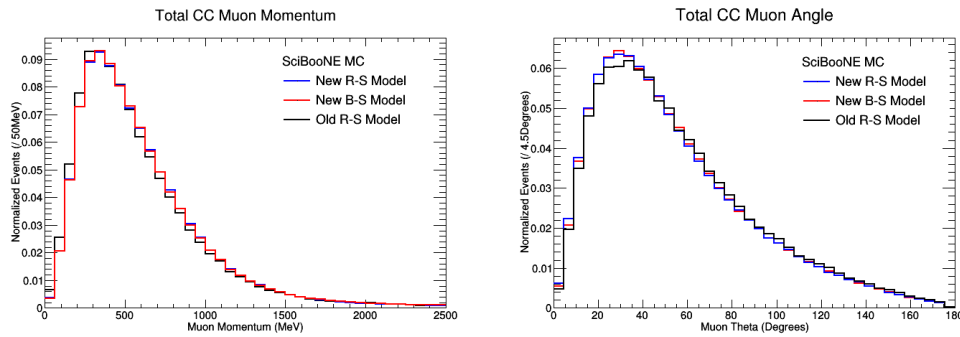 Total CC Muon Momentum
Normalized Events (/ 50MeV)
0.09
0.08
0.07
0.06
0.05
0.04
0.03
0.02
0.01
0
SciBooNE MC
New R-S Model
New B-S Model
Old R-S Model
0 500 1000 1500 2000 2500
Muon Momentum (MeV)
Total CC Muon Angle
Normalized Events (/ 4.5Degrees)
0.06
0.05
0.04
0.03
0.02
0.01
0
SciBooNE MC
New R-S Model
New B-S Model
Old R-S Model
0 20 40 60 80 100 120 140 160 180
Muon Theta (Degrees)